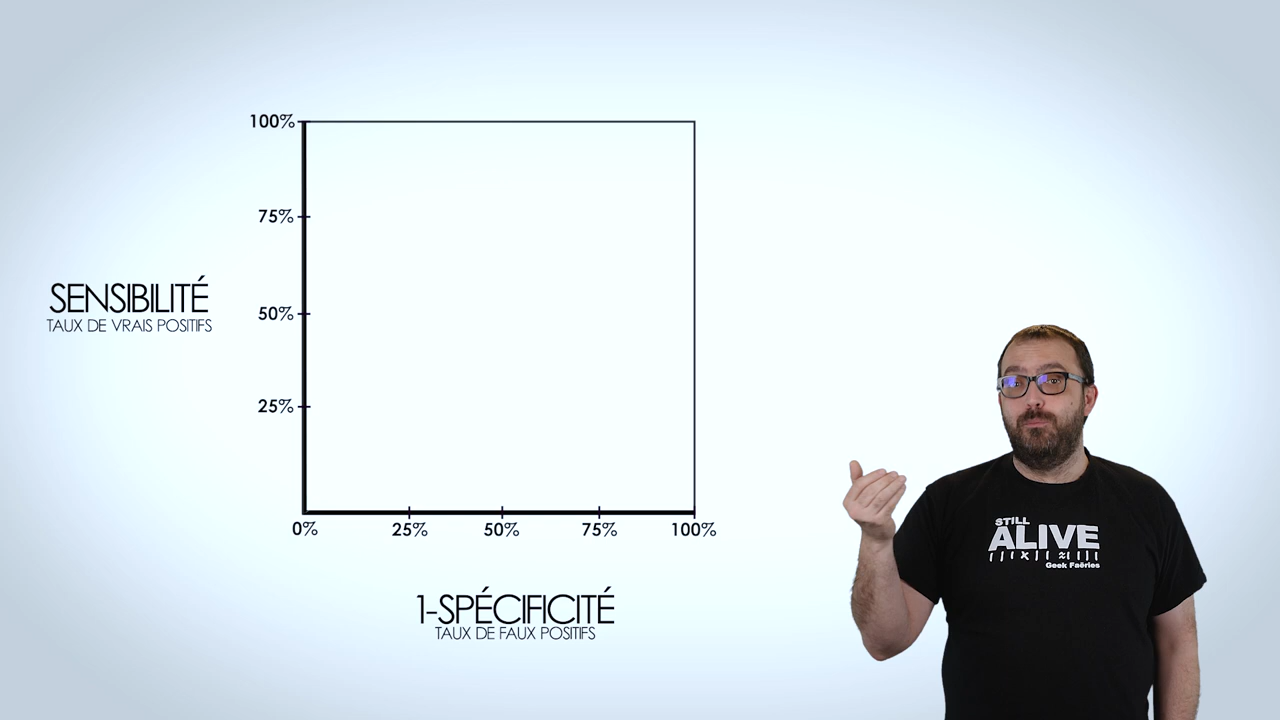 100%
75%
SENSIBILITÉ
TAUX DE VRAIS POSITIFS
50%
25%
0% 25% 50% 75% 100%
1-SPÉCIFICITÉ
TAUX DE FAUX POSITIFS
STILL
ALIVE
Geek Faëries